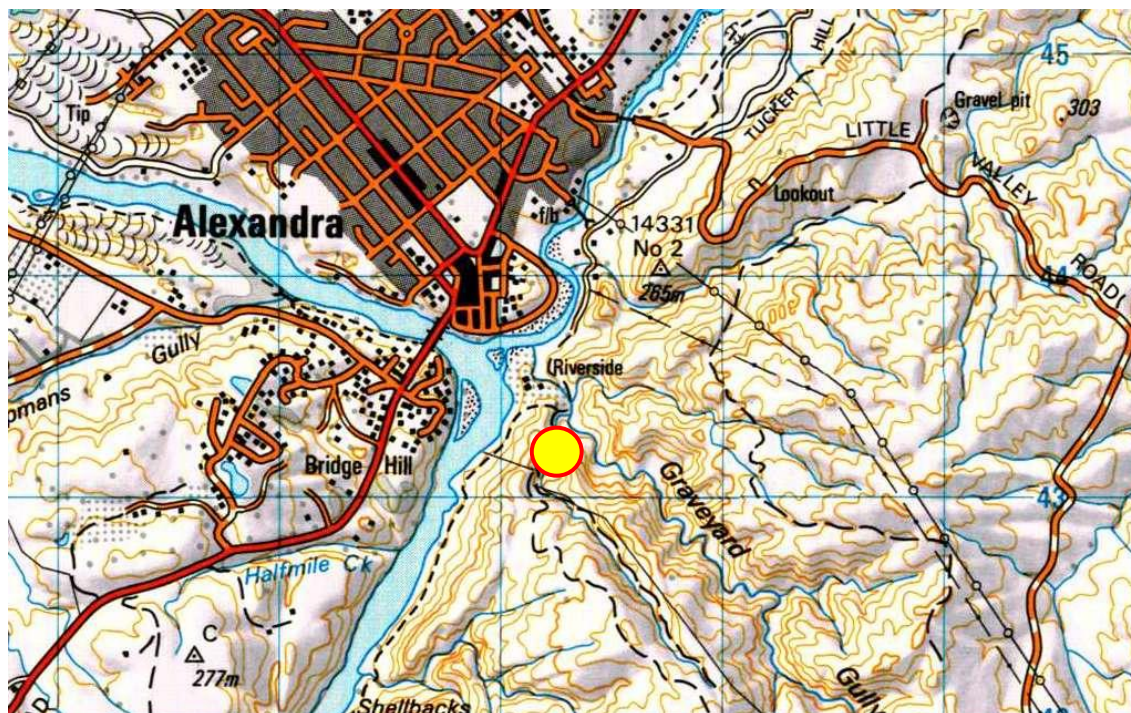 45
Tip
Gravel pit
303
TUCKER HILL
LITTLE
VALLEY
ROAD
Lookout
Alexandra
f/b
14331
No 2
44
265m
Gully
Riverside
omans
Bridge Hill
Graveyard
43
Halfmile Ck
C
277m
Gully
Shellbacks